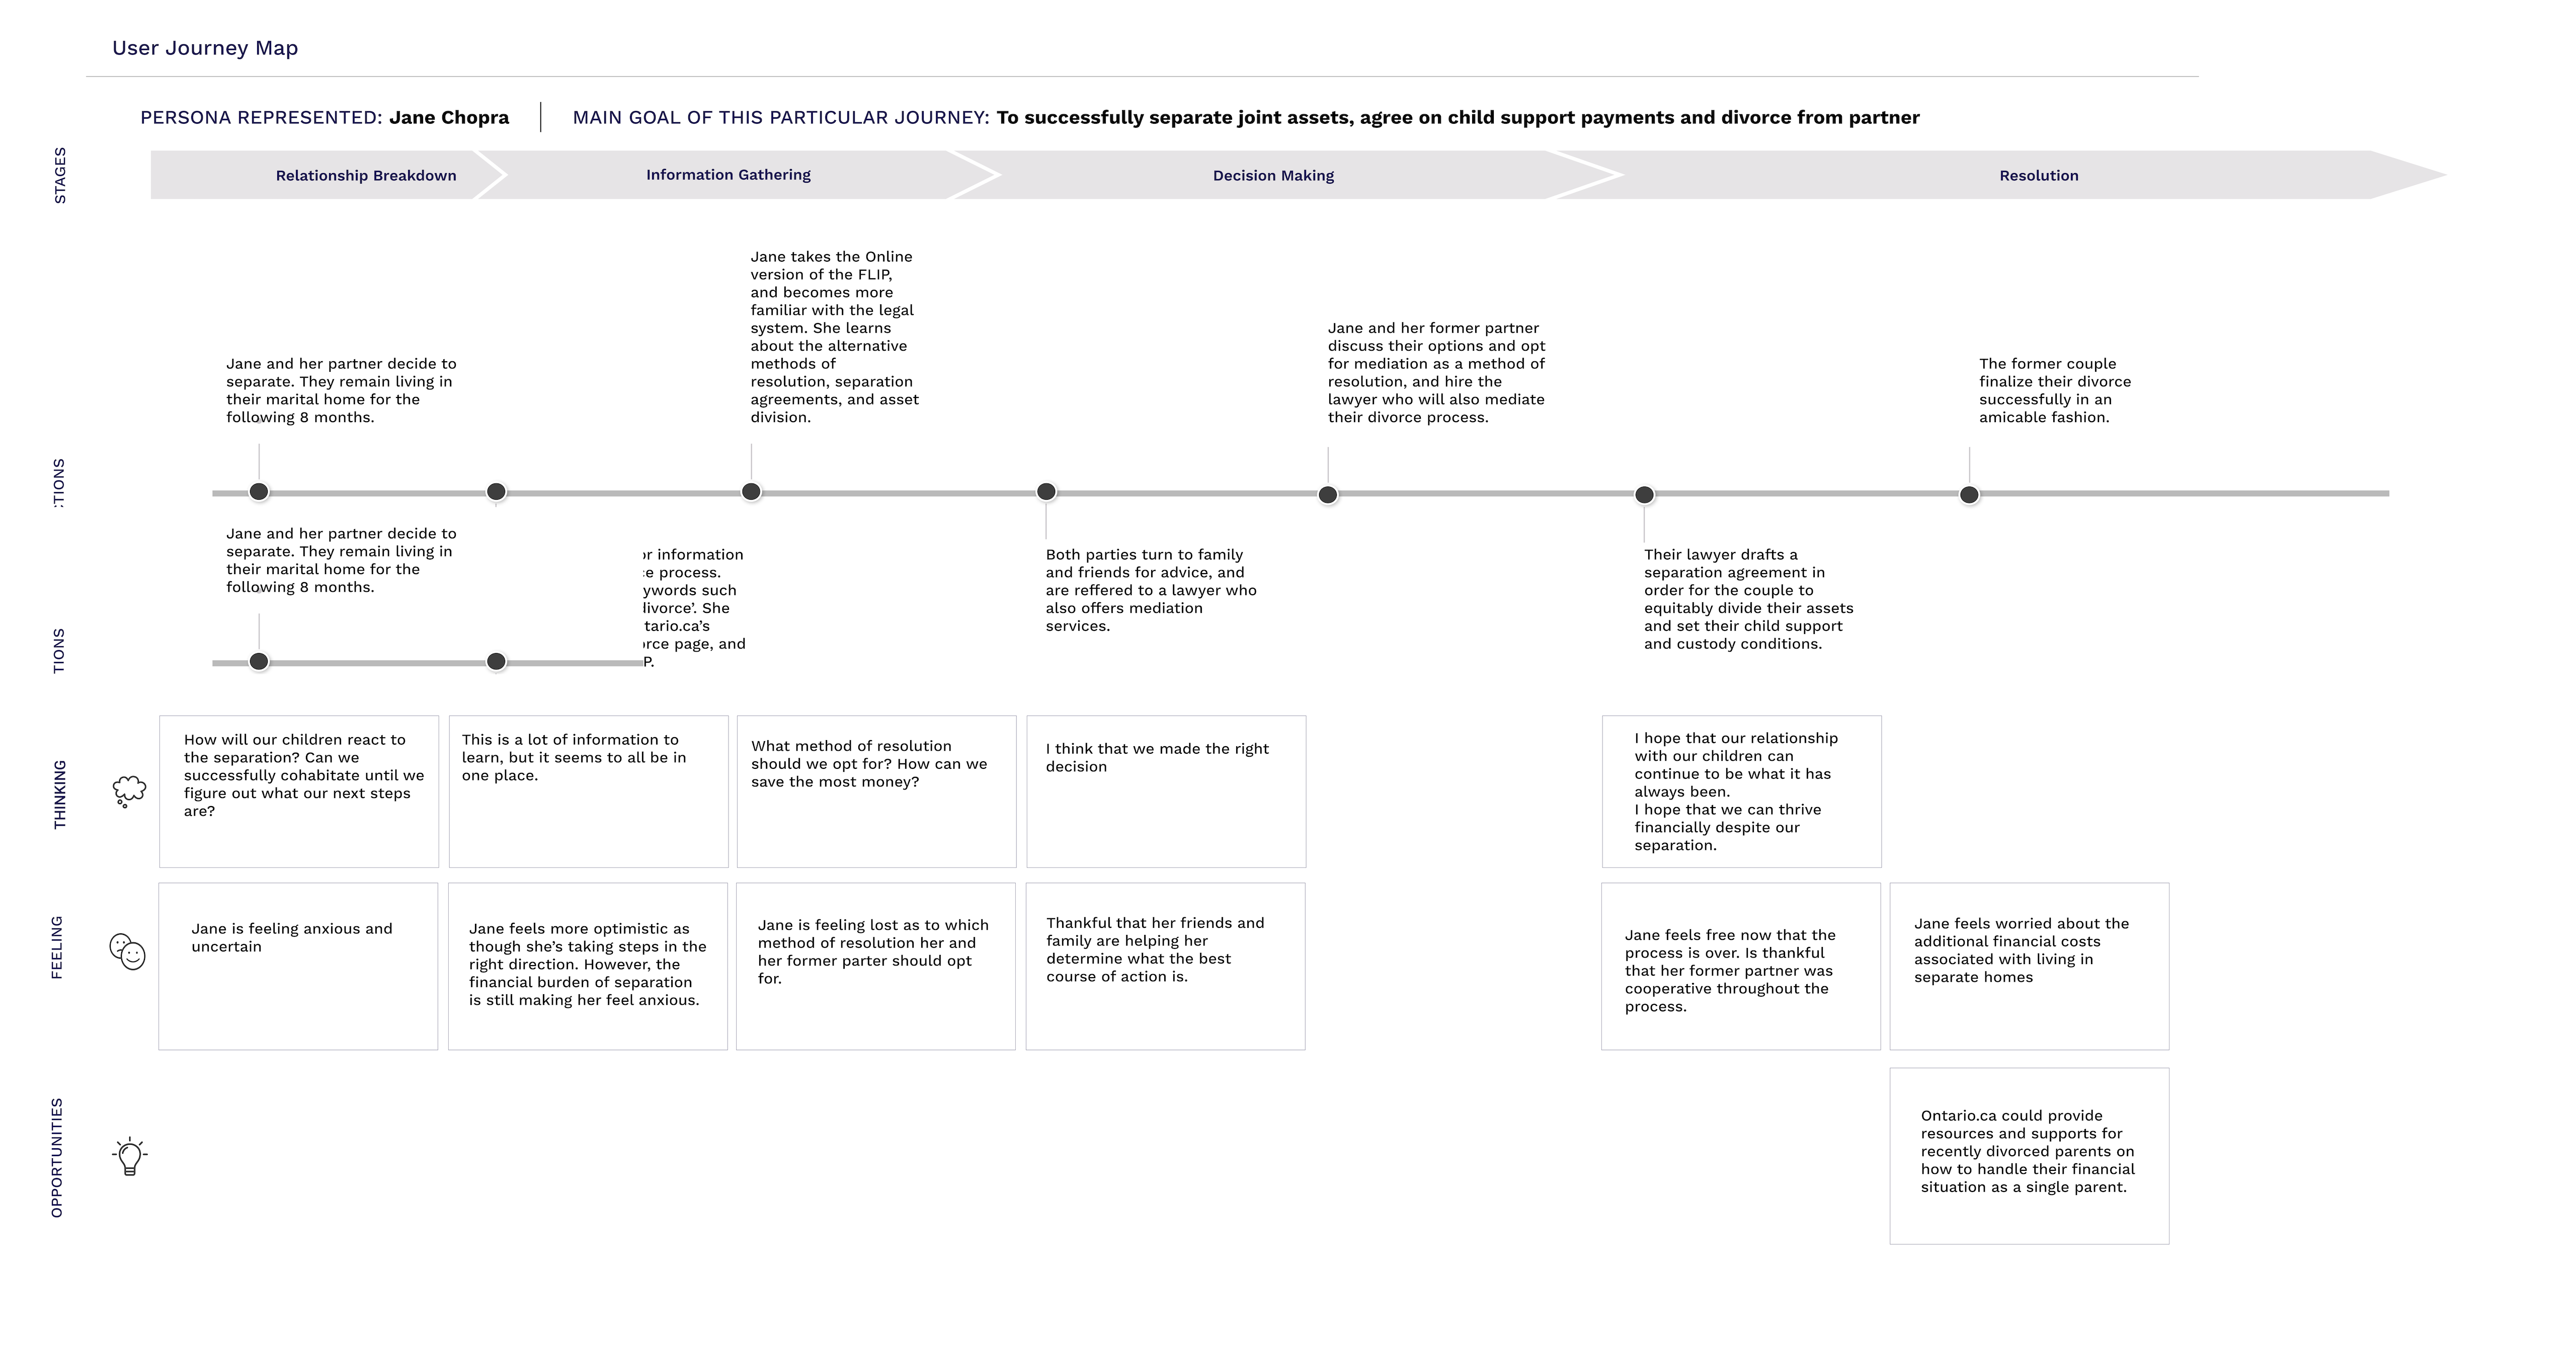 User Journey Map
PERSONA REPRESENTED: Jane Chopra
MAIN GOAL OF THIS PARTICULAR JOURNEY: To successfully separate joint assets, agree on child support payments and divorce from partner
STAGES
Relationship Breakdown
Information Gathering
Decision Making
Resolution
Jane and her partner decide to
separate. They remain living in
their marital home for the
following 8 months.
Jane takes the Online
version of the FLIP,
and becomes more
familiar with the legal
system. She learns
about the alternative
methods of
resolution, separation
agreements, and asset
division.
Jane and her former partner
discuss their options and opt
for mediation as a method of
resolution, and hire the
lawyer who will also mediate
their divorce process.
The former couple
finalize their divorce
successfully in an
amicable fashion.
TIONS
Jane and her partner decide to
separate. They remain living in
their marital home for the
following 8 months.
information
process.
such
She
page, and
Both parties turn to family
and friends for advice, and
are reffered to a lawyer who
also offers mediation
services.
Their lawyer drafts a
separation agreement in
order for the couple to
equitably divide their assets
and set their child support
and custody conditions.
TIONS
THINKING
How will our children react to
the separation? Can we
successfully cohabitate until we
figure out what our next steps
are?
This is a lot of information to
learn, but it seems to all be in
one place.
What method of resolution
should we opt for? How can we
save the most money?
I think that we made the right
decision
I hope that our relationship
with our children can
continue to be what it has
always been.
I hope that we can thrive
financially despite our
separation.
FEELING
Jane is feeling anxious and
uncertain
Jane feels more optimistic as
though she's taking steps in the
right direction. However, the
financial burden of separation
is still making her feel anxious.
Jane is feeling lost as to which
method of resolution her and
her former parter should opt
for.
Thankful that her friends and
family are helping her
determine what the best
course of action is.
Jane feels free now that the
process is over. Is thankful
that her former partner was
cooperative throughout the
process.
Jane feels worried about the
additional financial costs
associated with living in
separate homes
OPPORTUNITIES
Ontario.ca could provide
resources and supports for
recently divorced parents on
how to handle their financial
situation as a single parent.